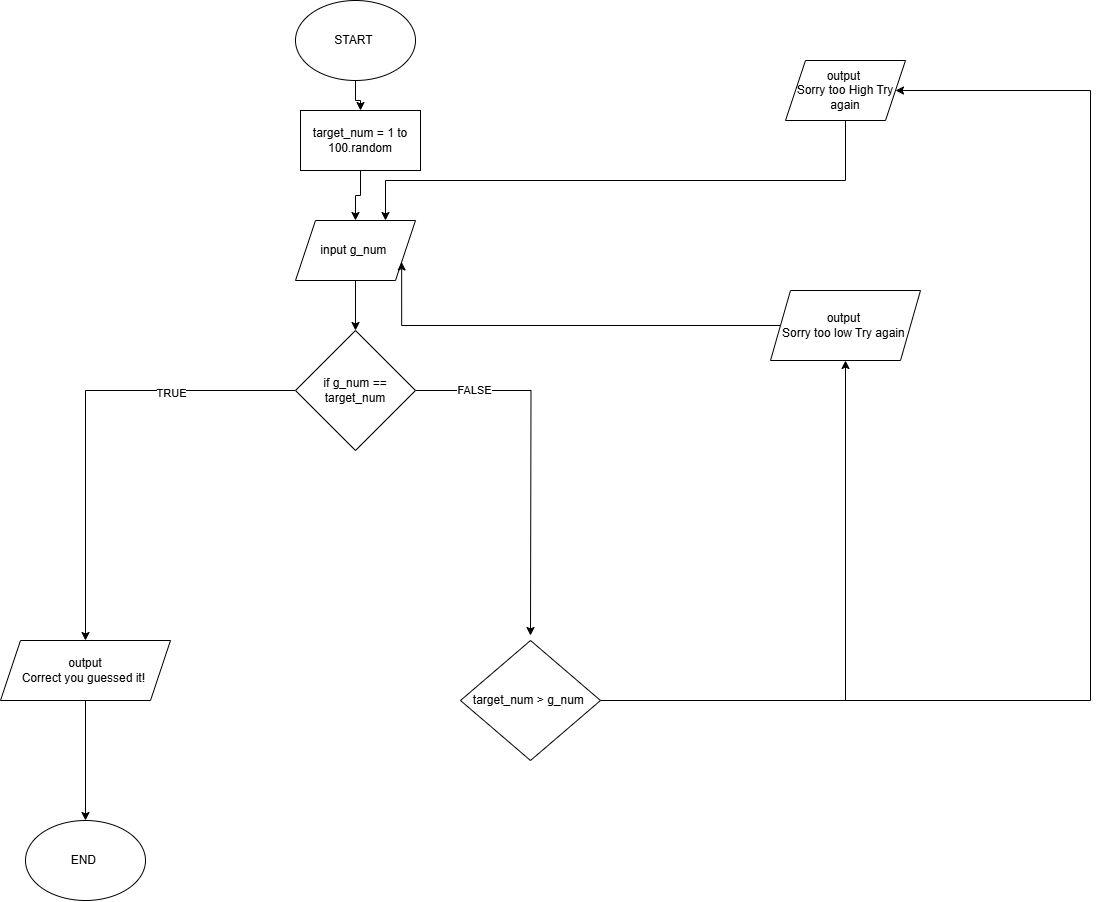 START
target_num = 1 to
100.random
input g_num
if g_num ==
target_num
TRUE
FALSE
output
Sorry too High Try
again
output
Sorry too low Try again
output
Correct you guessed it!
target_num > g_num
END